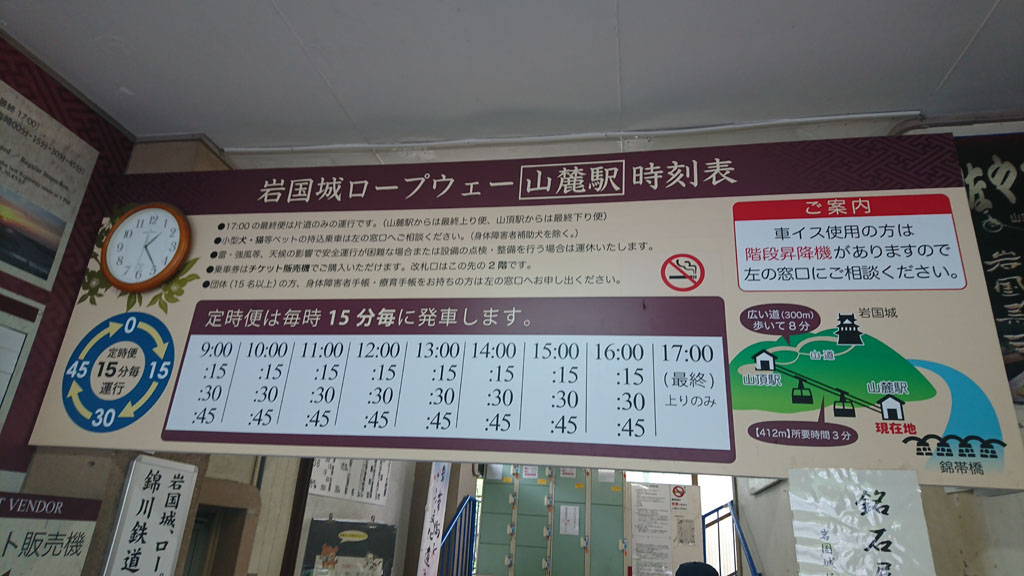 岩国城ロープウェー 山麓駅 時刻表
●17:00の最終便は片道のみの運行です。(山麓駅からは最終上り便、山頂駅からは最終下り便)
●小型犬・猫等ペットの持込乗車は左の窓口へご相談ください。(身体障害者補助犬を除く。)
●雷・強風等、天候の影響で安全運行が困難な場合または設備の点検・整備を行う場合は運休いたします。
●乗車券はチケット販売機でご購入いただけます。改札口はこの先の2階です。
●団体(15名以上)の方、身体障害者手帳・療育手帳をお持ちの方は左の窓口へお申し出ください。
ご案内
車イス使用の方は
階段昇降機がありますので
左の窓口にご相談ください。
定時便は毎時15分毎に発車します。
9:00 10:00 11:00 12:00 13:00 14:00 15:00 16:00 17:00
:15 :15 :15 :15 :15 :15 :15 :15 (最終)
:30 :30 :30 :30 :30 :30 :30 :30 上りのみ
:45 :45 :45 :45 :45 :45 :45 :45
0
15
30
45
定時便
15分毎
運行
広い道(300m)
歩いて8分
岩国城
山道
山頂駅
山麓駅
現在地
【412m】所要時間3分
錦帯橋
最終 17:00
VENDOR
ト販売機
岩国城、ロー
錦川鉄道
銘石
岩国